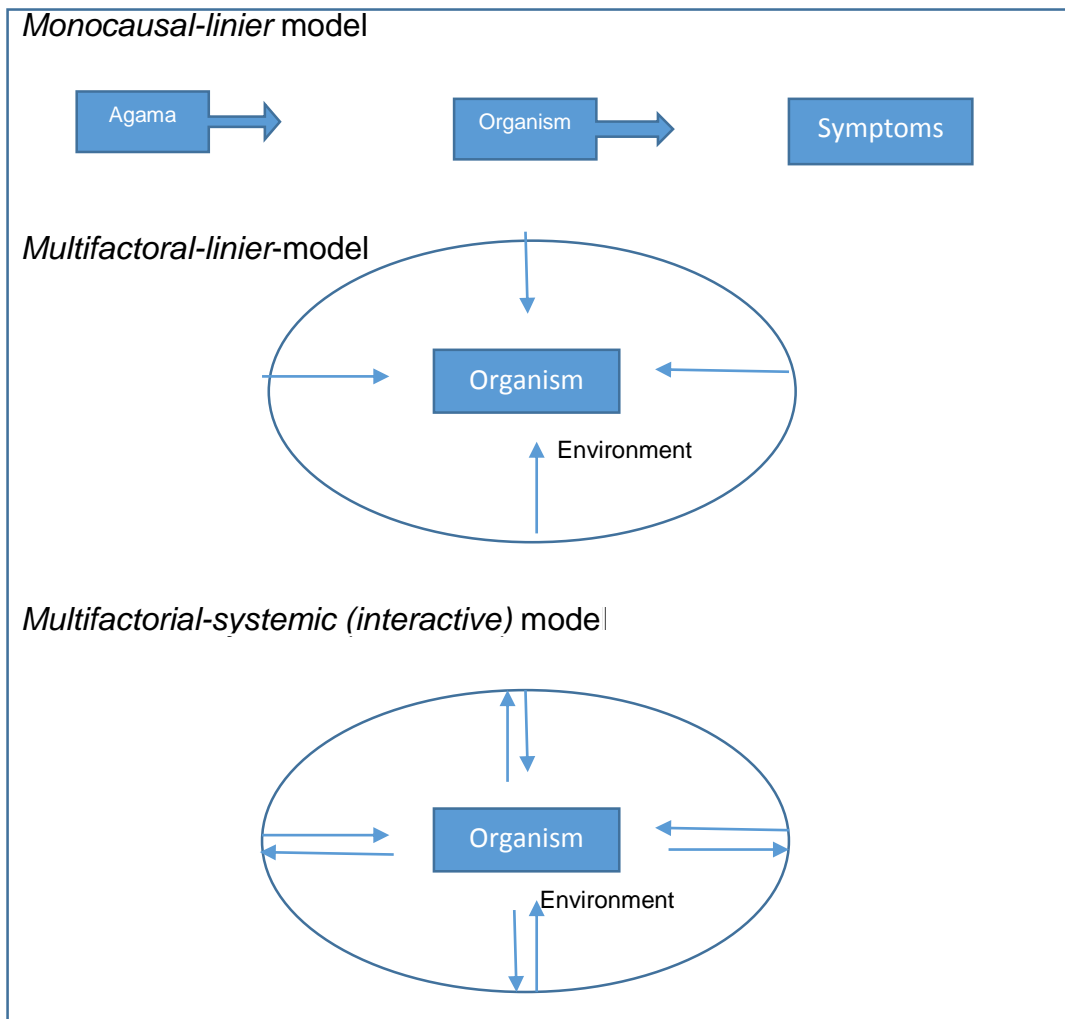 Monocausal-linier model
Agama
Organism
Symptoms
Multifactoral-linier-model
Organism
Environment
Multifactorial-systemic (interactive) model
Organism
Environment